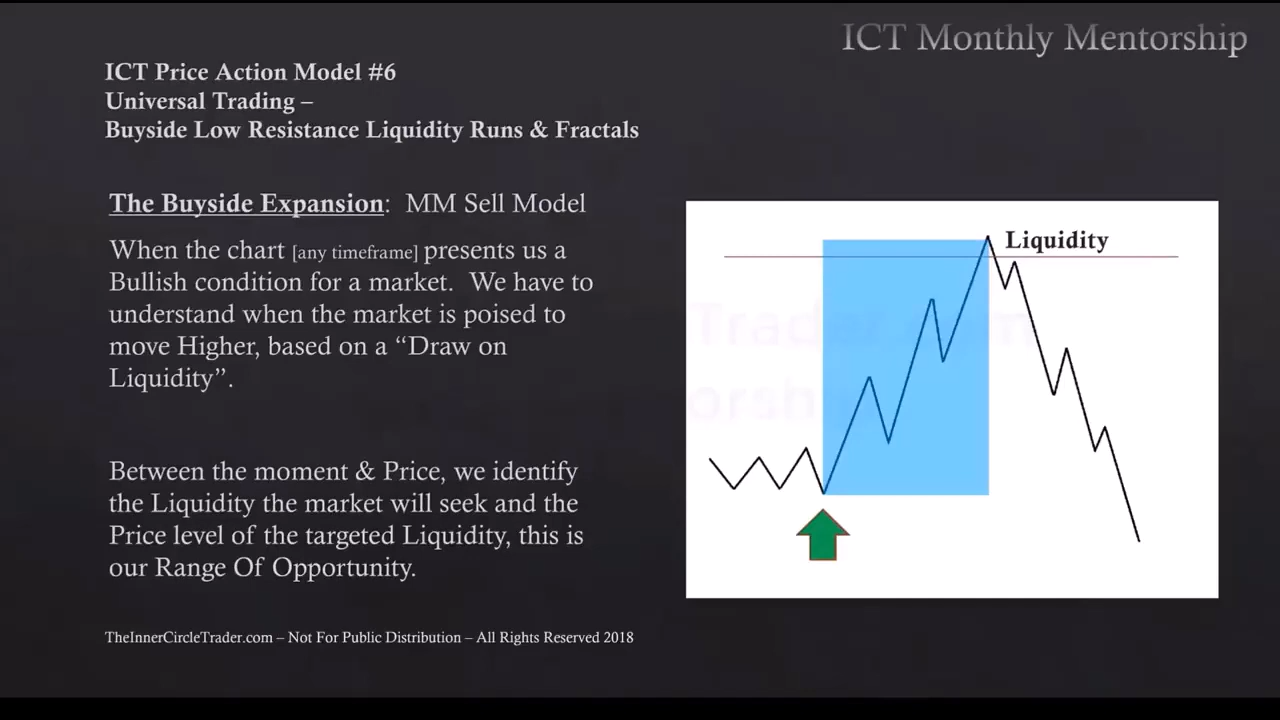 ICT Monthly Mentorship
ICT Price Action Model #6
Universal Trading –
Buyside Low Resistance Liquidity Runs & Fractals
The Buyside Expansion: MM Sell Model
When the chart [any timeframe] presents us a
Bullish condition for a market. We have to
understand when the market is poised to
move Higher, based on a “Draw on
Liquidity”.
Between the moment & Price, we identify
the Liquidity the market will seek and the
Price level of the targeted Liquidity, this is
our Range Of Opportunity.
Liquidity
TheInnerCircleTrader.com – Not For Public Distribution – All Rights Reserved 2018